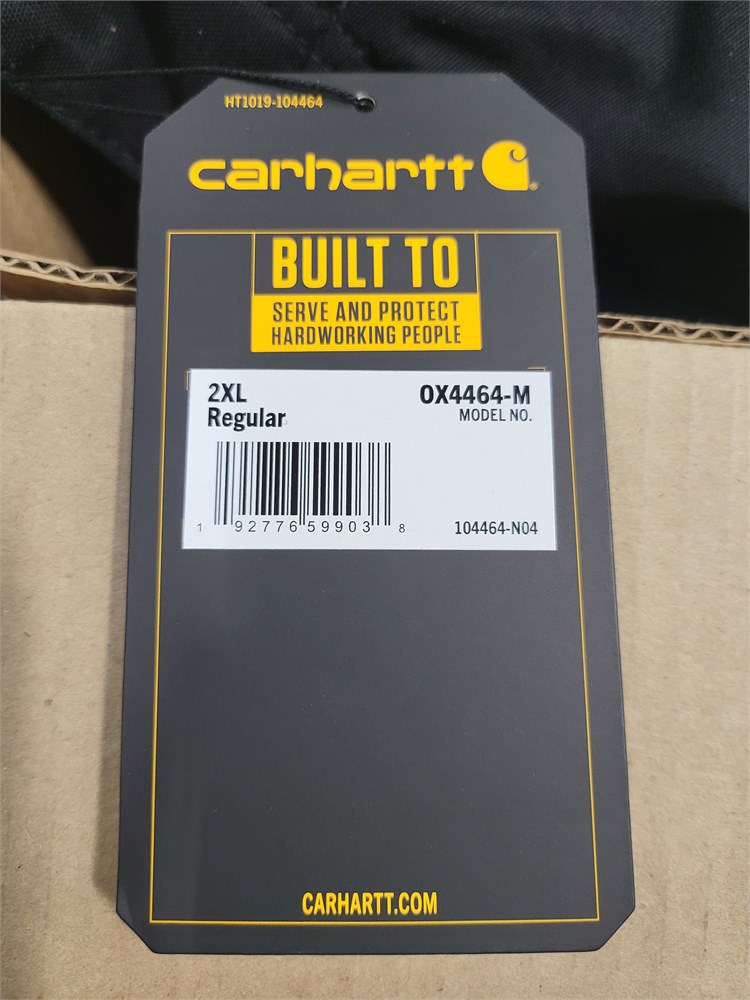 HT1019-104464
carhartt
BUILT TO
SERVE AND PROTECT
HARDWORKING PEOPLE
2XL
Regular
OX4464-M
MODEL NO.
1 92776 59903 8
104464-N04
CARHARTT.COM